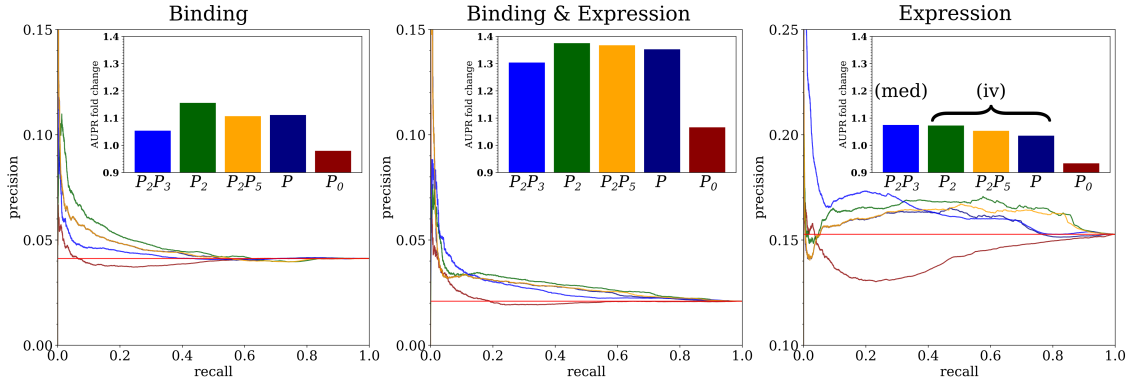 Binding
0.15
0.10
0.05
0.00
precision
0.0
0.2
0.4
0.6
0.8
1.0
recall
1.4
1.3
1.2
1.1
1.0
0.9
AUPR fold change
P₂P₃
P₂
P₂P₅
P
P₀
Binding & Expression
0.15
0.10
0.05
0.00
precision
0.0
0.2
0.4
0.6
0.8
1.0
recall
1.4
1.3
1.2
1.1
1.0
0.9
AUPR fold change
P₂P₃
P₂
P₂P₅
P
P₀
Expression
0.25
0.20
0.15
0.10
precision
0.0
0.2
0.4
0.6
0.8
1.0
recall
1.4
1.3
1.2
1.1
1.0
0.9
AUPR fold change
(med)
(iv)
P₂P₃
P₂
P₂P₅
P
P₀